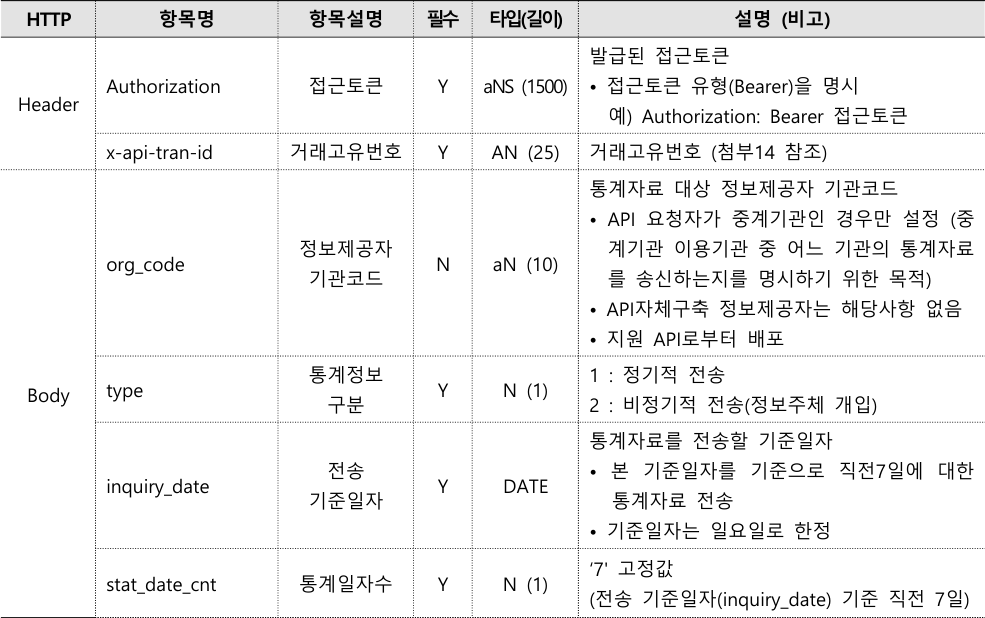 HTTP 항목명 항목설명 필수 타입(길이) 설명 (비고)
Header
Authorization 접근토큰 Y aNS (1500)
발급된 접근토큰
• 접근토큰 유형(Bearer)을 명시
예) Authorization: Bearer 접근토큰
x-api-tran-id 거래고유번호 Y AN (25) 거래고유번호 (첨부14 참조)
Body
org_code
정보제공자
기관코드
N aN (10)
통계자료 대상 정보제공자 기관코드
• API 요청자가 중계기관인 경우만 설정 (중
계기관 이용기관 중 어느 기관의 통계자료
를 송신하는지를 명시하기 위한 목적)
• API자체구축 정보제공자는 해당사항 없음
• 지원 API로부터 배포
type
통계정보
구분
Y N (1)
1 : 정기적 전송
2 : 비정기적 전송(정보주체 개입)
inquiry_date
전송
기준일자
Y DATE
통계자료를 전송할 기준일자
• 본 기준일자를 기준으로 직전7일에 대한
통계자료 전송
• 기준일자는 일요일로 한정
stat_date_cnt 통계일자수 Y N (1)
'7' 고정값
(전송 기준일자(inquiry_date) 기준 직전 7일)